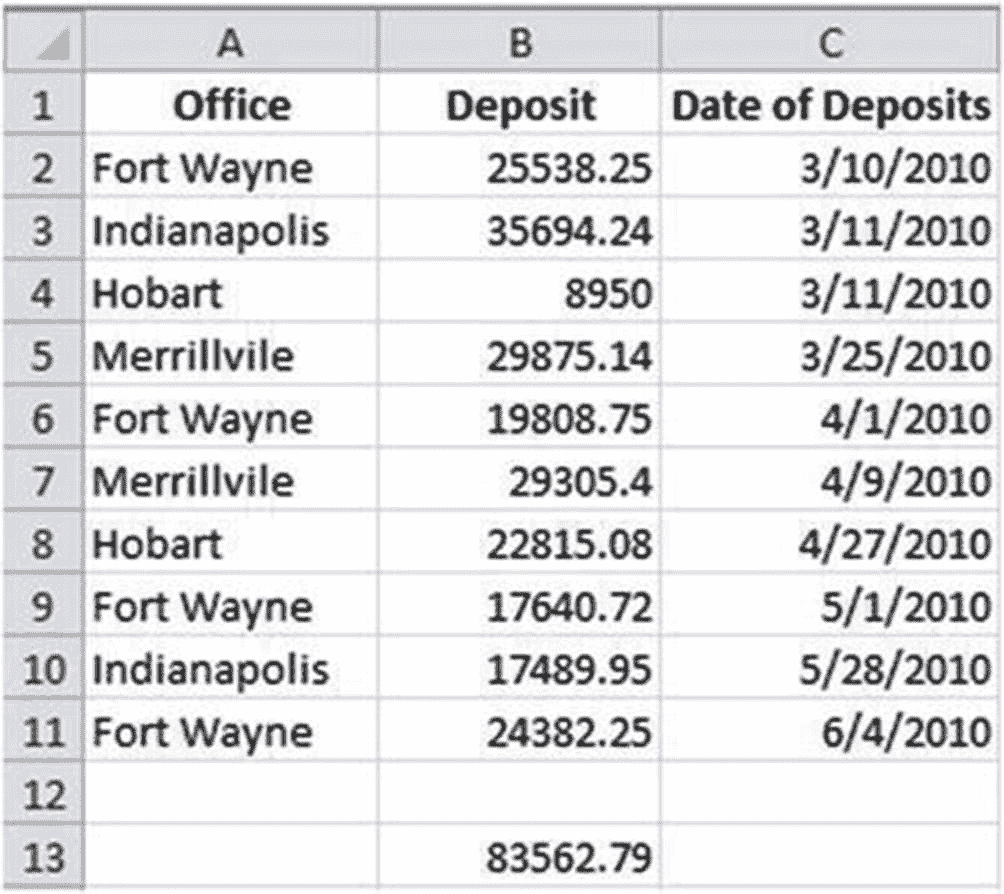 A B C
1 Office Deposit Date of Deposits
2 Fort Wayne 25538.25 3/10/2010
3 Indianapolis 35694.24 3/11/2010
4 Hobart 8950 3/11/2010
5 Merrillvile 29875.14 3/25/2010
6 Fort Wayne 19808.75 4/1/2010
7 Merrillvile 29305.4 4/9/2010
8 Hobart 22815.08 4/27/2010
9 Fort Wayne 17640.72 5/1/2010
10 Indianapolis 17489.95 5/28/2010
11 Fort Wayne 24382.25 6/4/2010
12
13 83562.79